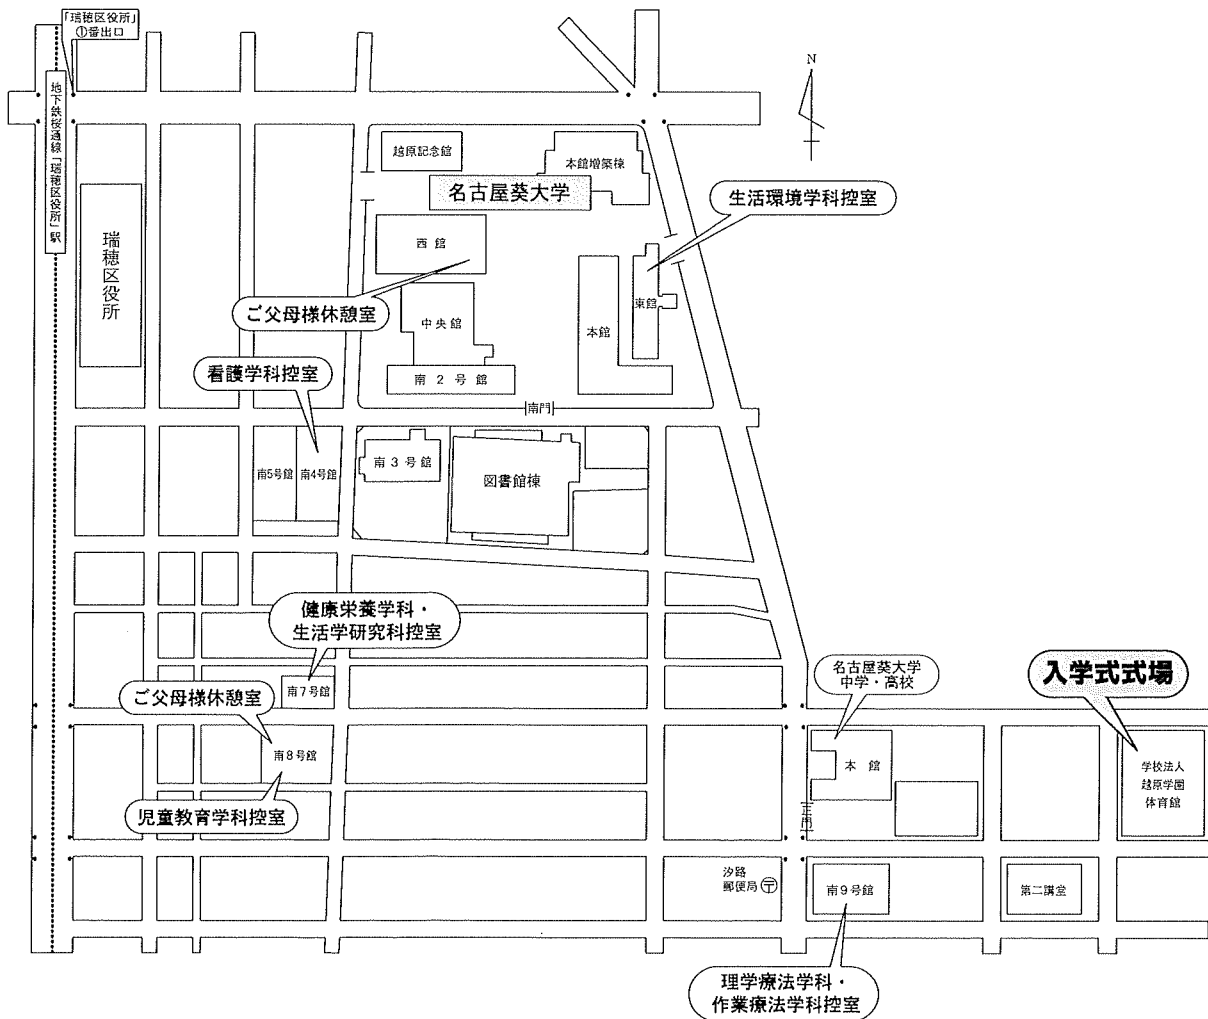 「瑞穂区役所」
①番出口
地下鉄桜通線「瑞穂区役所」駅
N
越原記念館
本館増築棟
名古屋葵大学
生活環境学科控室
瑞穂区役所
西館
ご父母様休憩室
中央館
本館
東館
看護学科控室
南2号館
南門
南5号館
南4号館
南3号館
図書館棟
健康栄養学科・
生活学研究科控室
南7号館
ご父母様休憩室
南8号館
児童教育学科控室
名古屋葵大学
中学・高校
入学式式場
本館
正門
学校法人
越原学園
体育館
汐路
郵便局〒
南9号館
第二講堂
理学療法学科・
作業療法学科控室